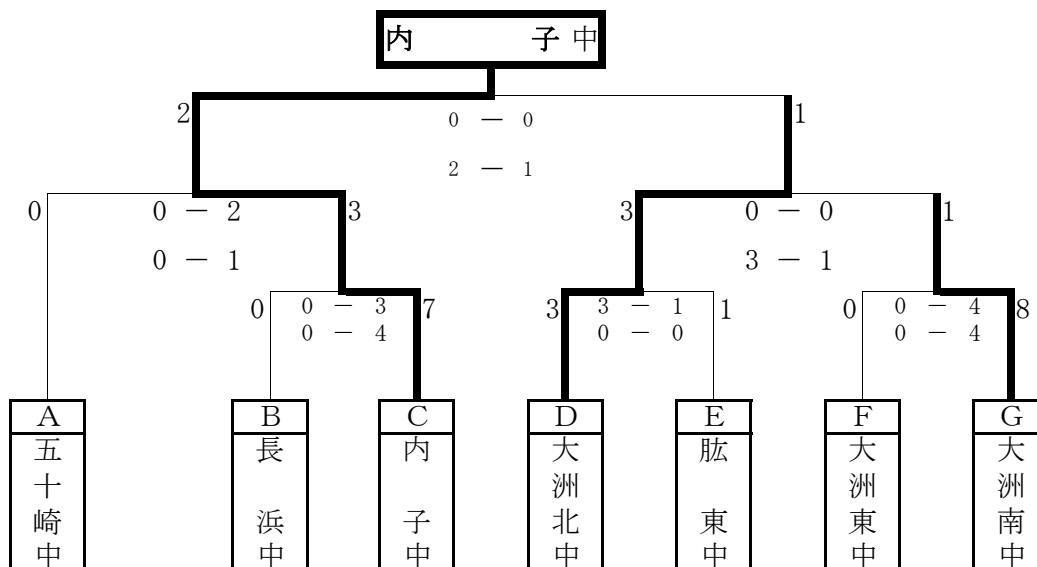 内 子 中
2 1
0 － 0
2 － 1
0 0 － 2 3 3 0 － 0 1
0 － 1 3 － 1
0 0 － 3 7 3 3 － 1 1 0 0 － 4 8
0 － 4 0 － 0 0 － 4
A B C D E F G
五十崎中
長浜中
内子中
大洲北中
肱東中
大洲東中
大洲南中